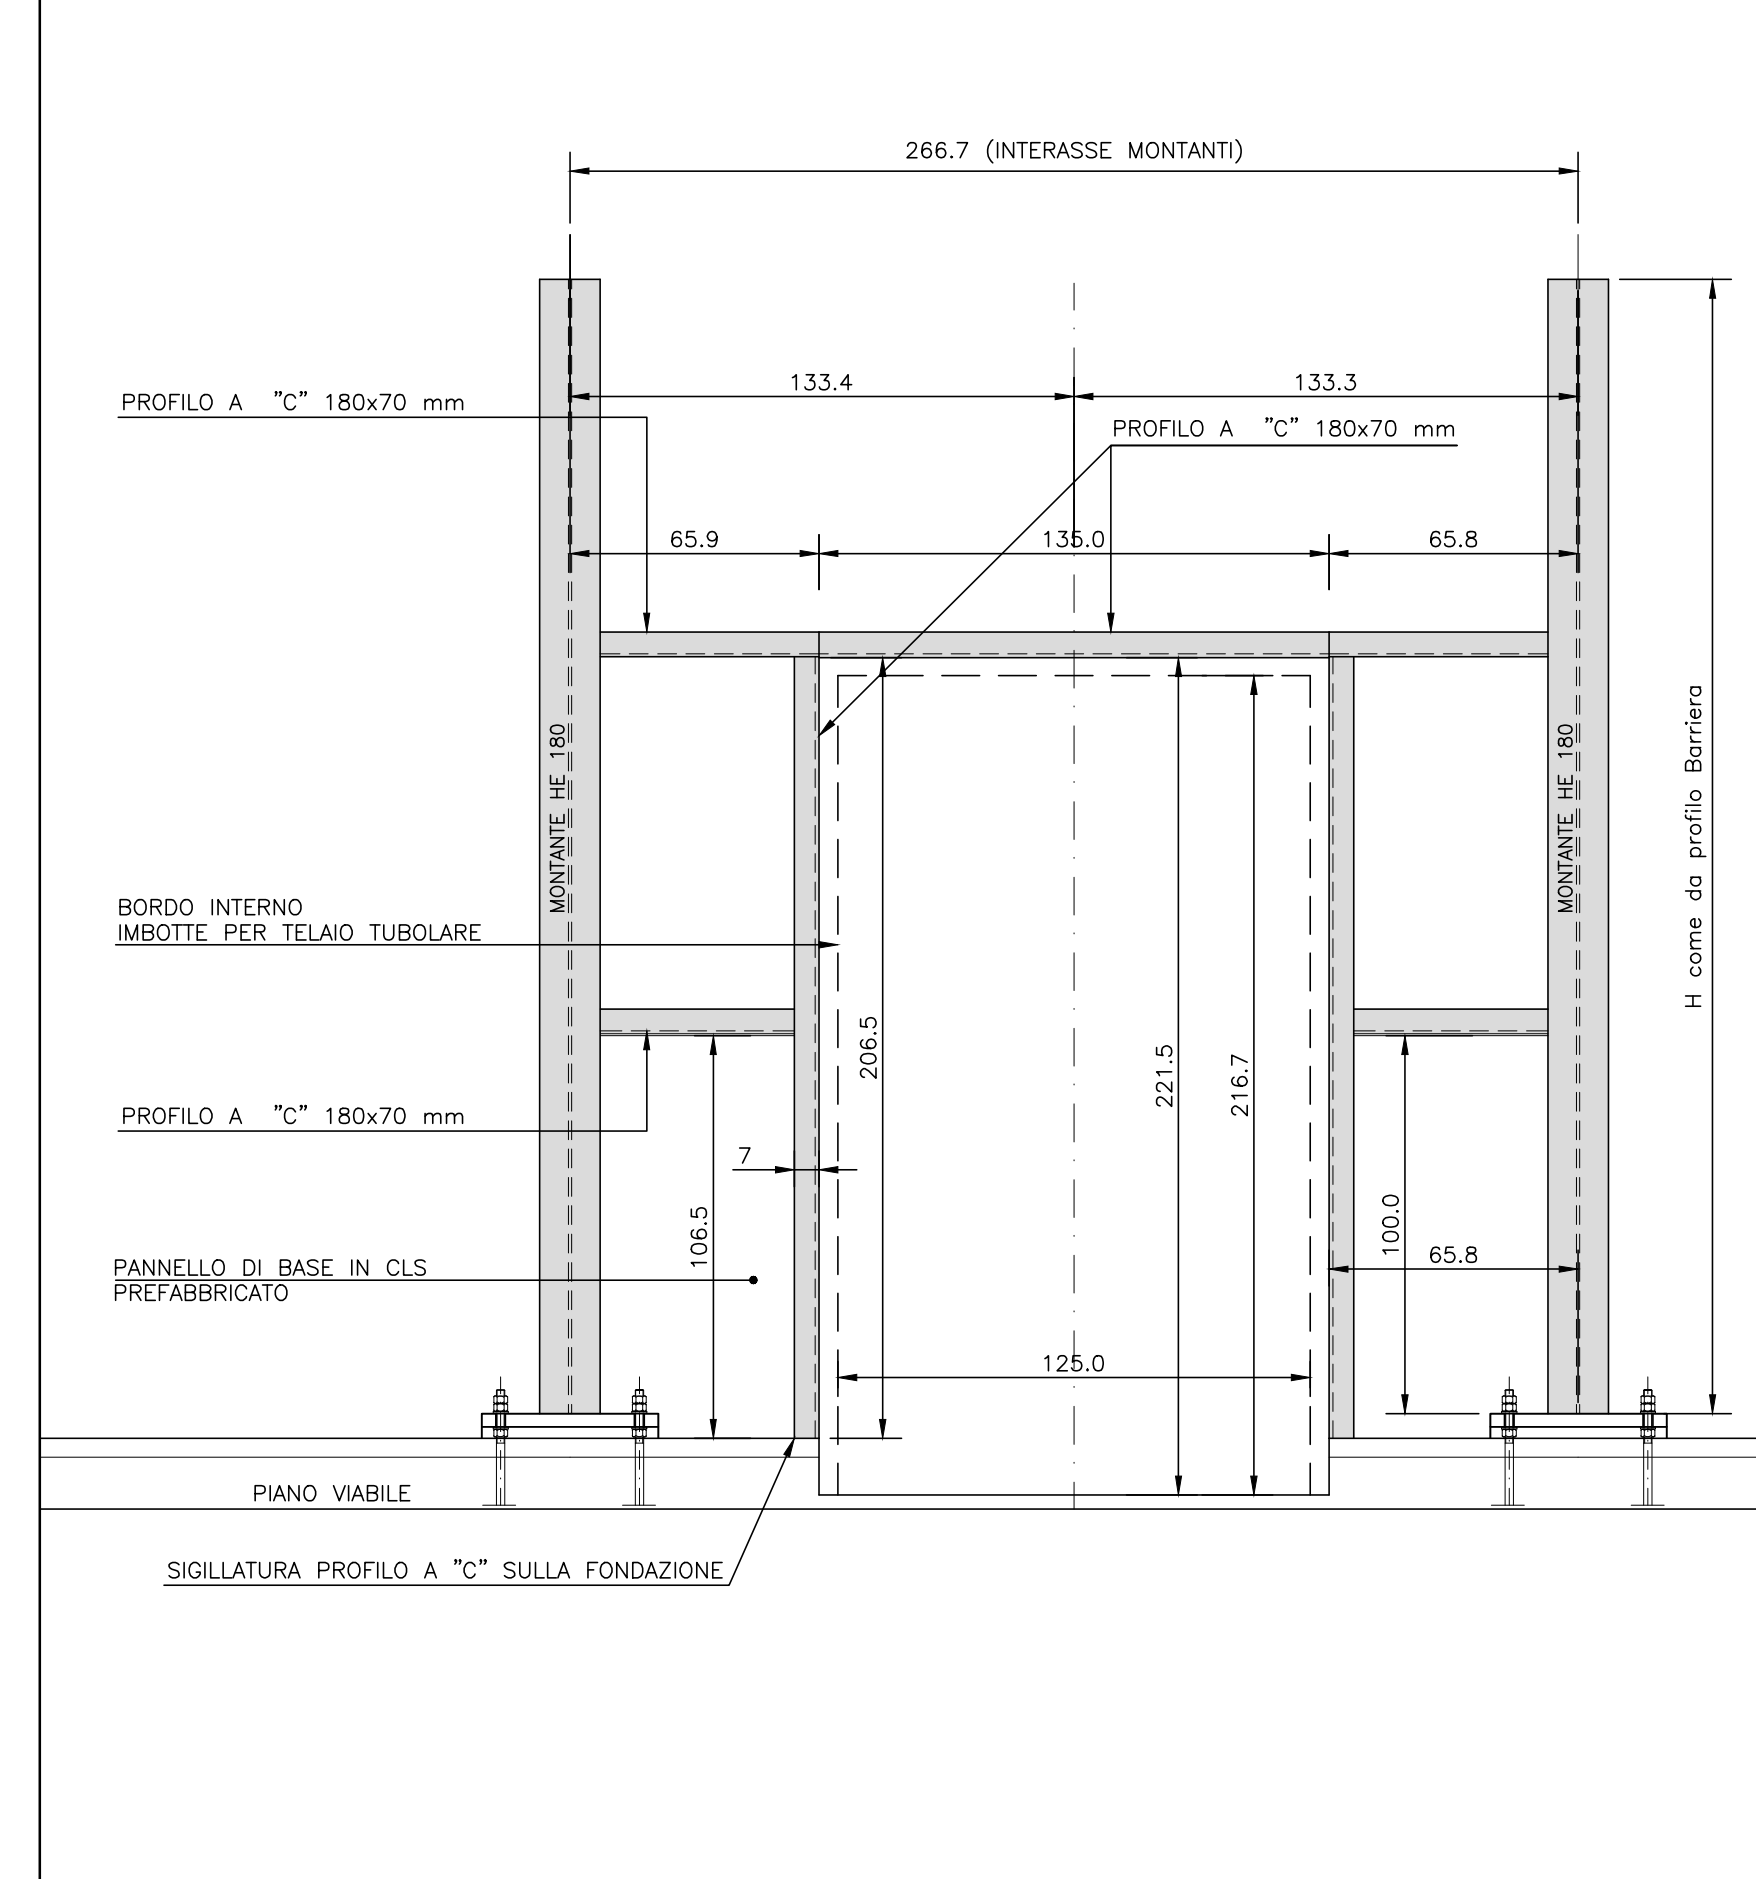 266.7 (INTERASSE MONTANTI)
133.4
133.3
PROFILO A "C" 180x70 mm
PROFILO A "C" 180x70 mm
65.9
135.0
65.8
MONTANTE HE 180
MONTANTE HE 180
H come da profilo Barriera
BORDO INTERNO
IMBOTTE PER TELAIO TUBOLARE
206.5
221.5
216.7
PROFILO A "C" 180x70 mm
7
106.5
100.0
65.8
PANNELLO DI BASE IN CLS
PREFABBRICATO
125.0
PIANO VIABILE
SIGILLATURA PROFILO A "C" SULLA FONDAZIONE